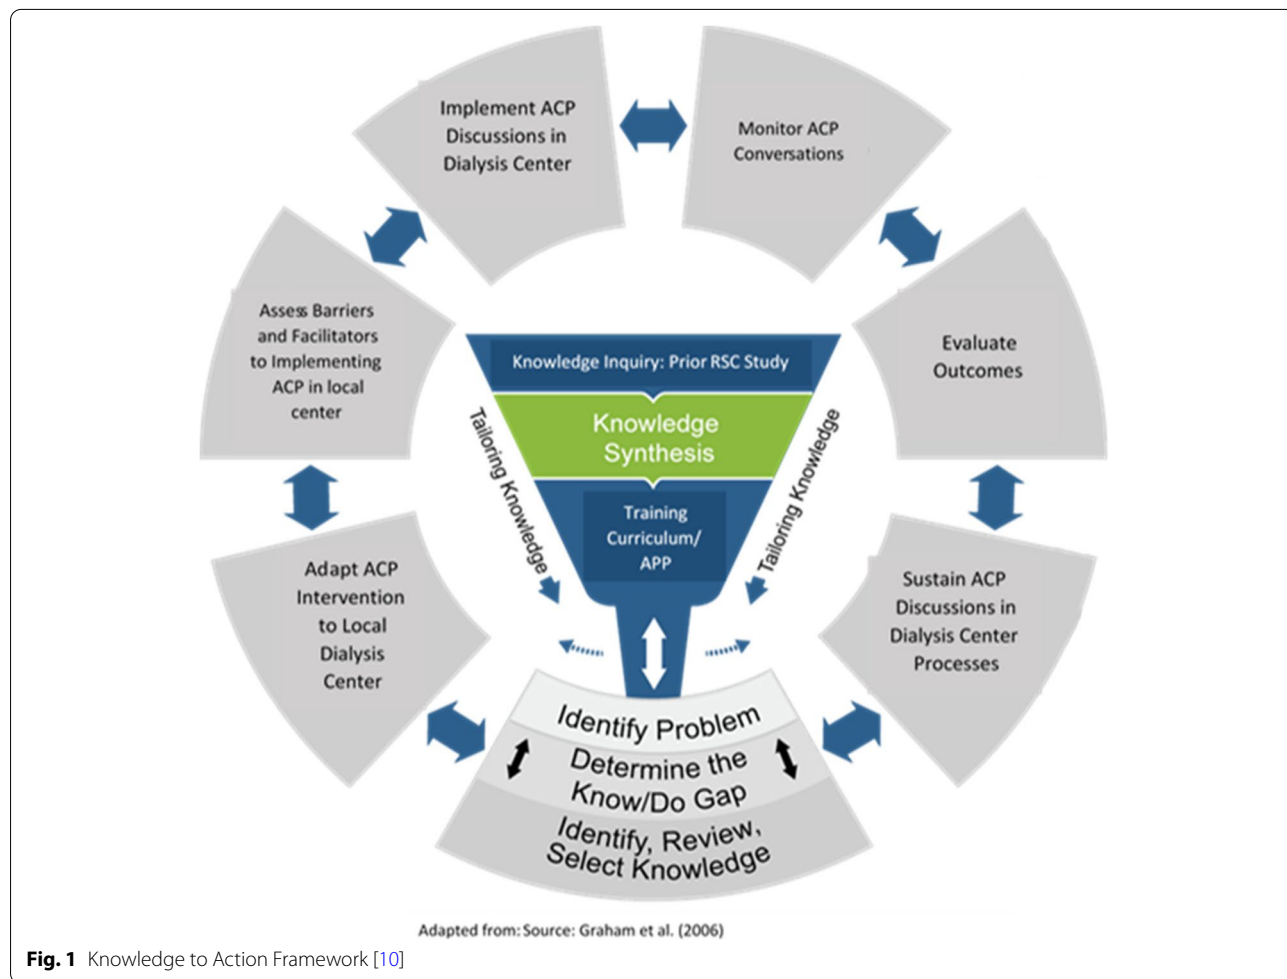 Implement ACP
Discussions in
Dialysis Center
Monitor ACP
Conversations
Assess Barriers
and Facilitators
to Implementing
ACP in local
center
Evaluate
Outcomes
Knowledge Inquiry: Prior RSC Study
Knowledge
Synthesis
Training
Curriculum/
APP
Tailoring Knowledge
Tailoring Knowledge
Adapt ACP
Intervention
to Local
Dialysis
Center
Sustain ACP
Discussions in
Dialysis Center
Processes
Identify Problem
Determine the
Know/Do Gap
Identify, Review,
Select Knowledge
Adapted from: Source: Graham et al. (2006)
Fig. 1 Knowledge to Action Framework [10]